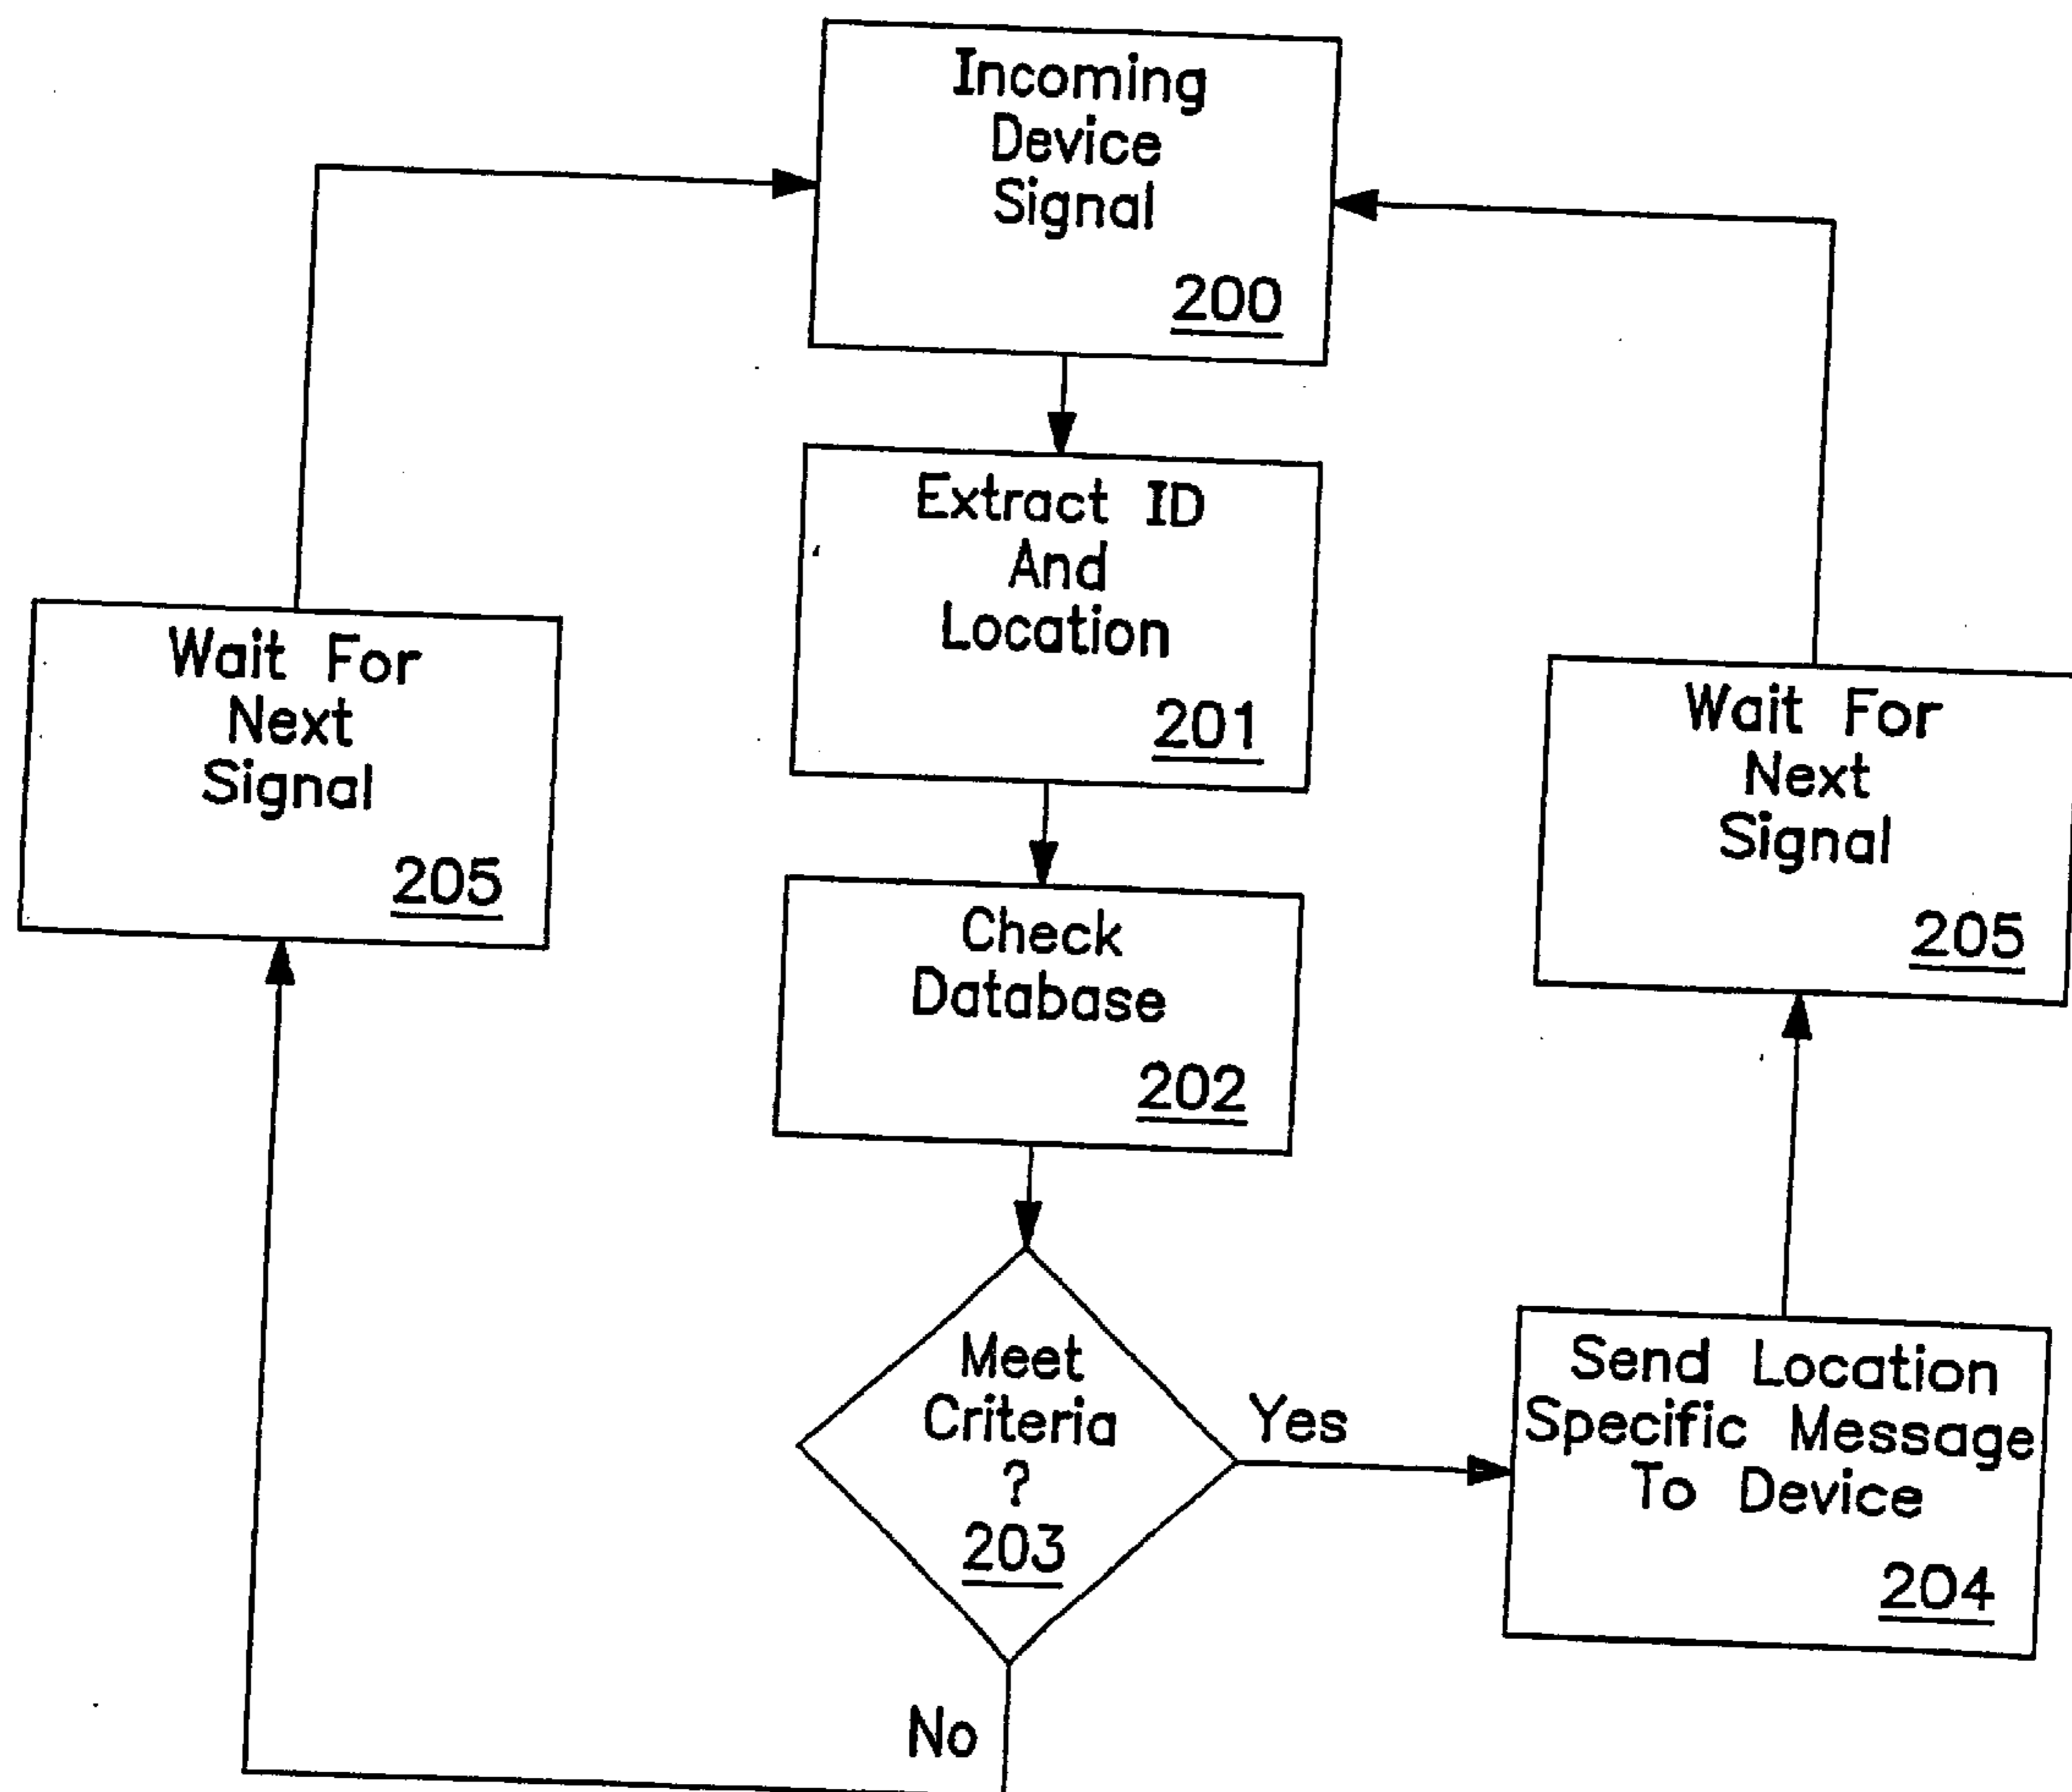 Incoming
Device
Signal
200
Extract ID
And
Location
201
Wait For
Next
Signal
205
Wait For
Next
Signal
205
Check
Database
202
Meet
Criteria
?
203
Yes
No
Send Location
Specific Message
To Device
204